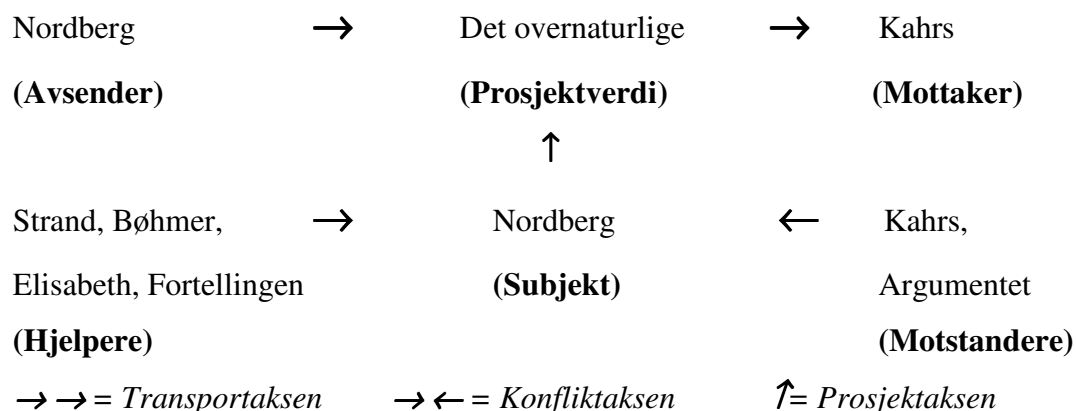 Nordberg → Det overnaturlige → Kahrs
(Avsender) (Prosjektverdi) (Mottaker)
↑
Strand, Bøhmer, → Nordberg ← Kahrs,
Elisabeth, Fortellingen (Subjekt) Argumentet
(Hjelpere) (Motstandere)
→ → = Transportaksen → ← = Konfliktaksen ↑= Prosjektaksen